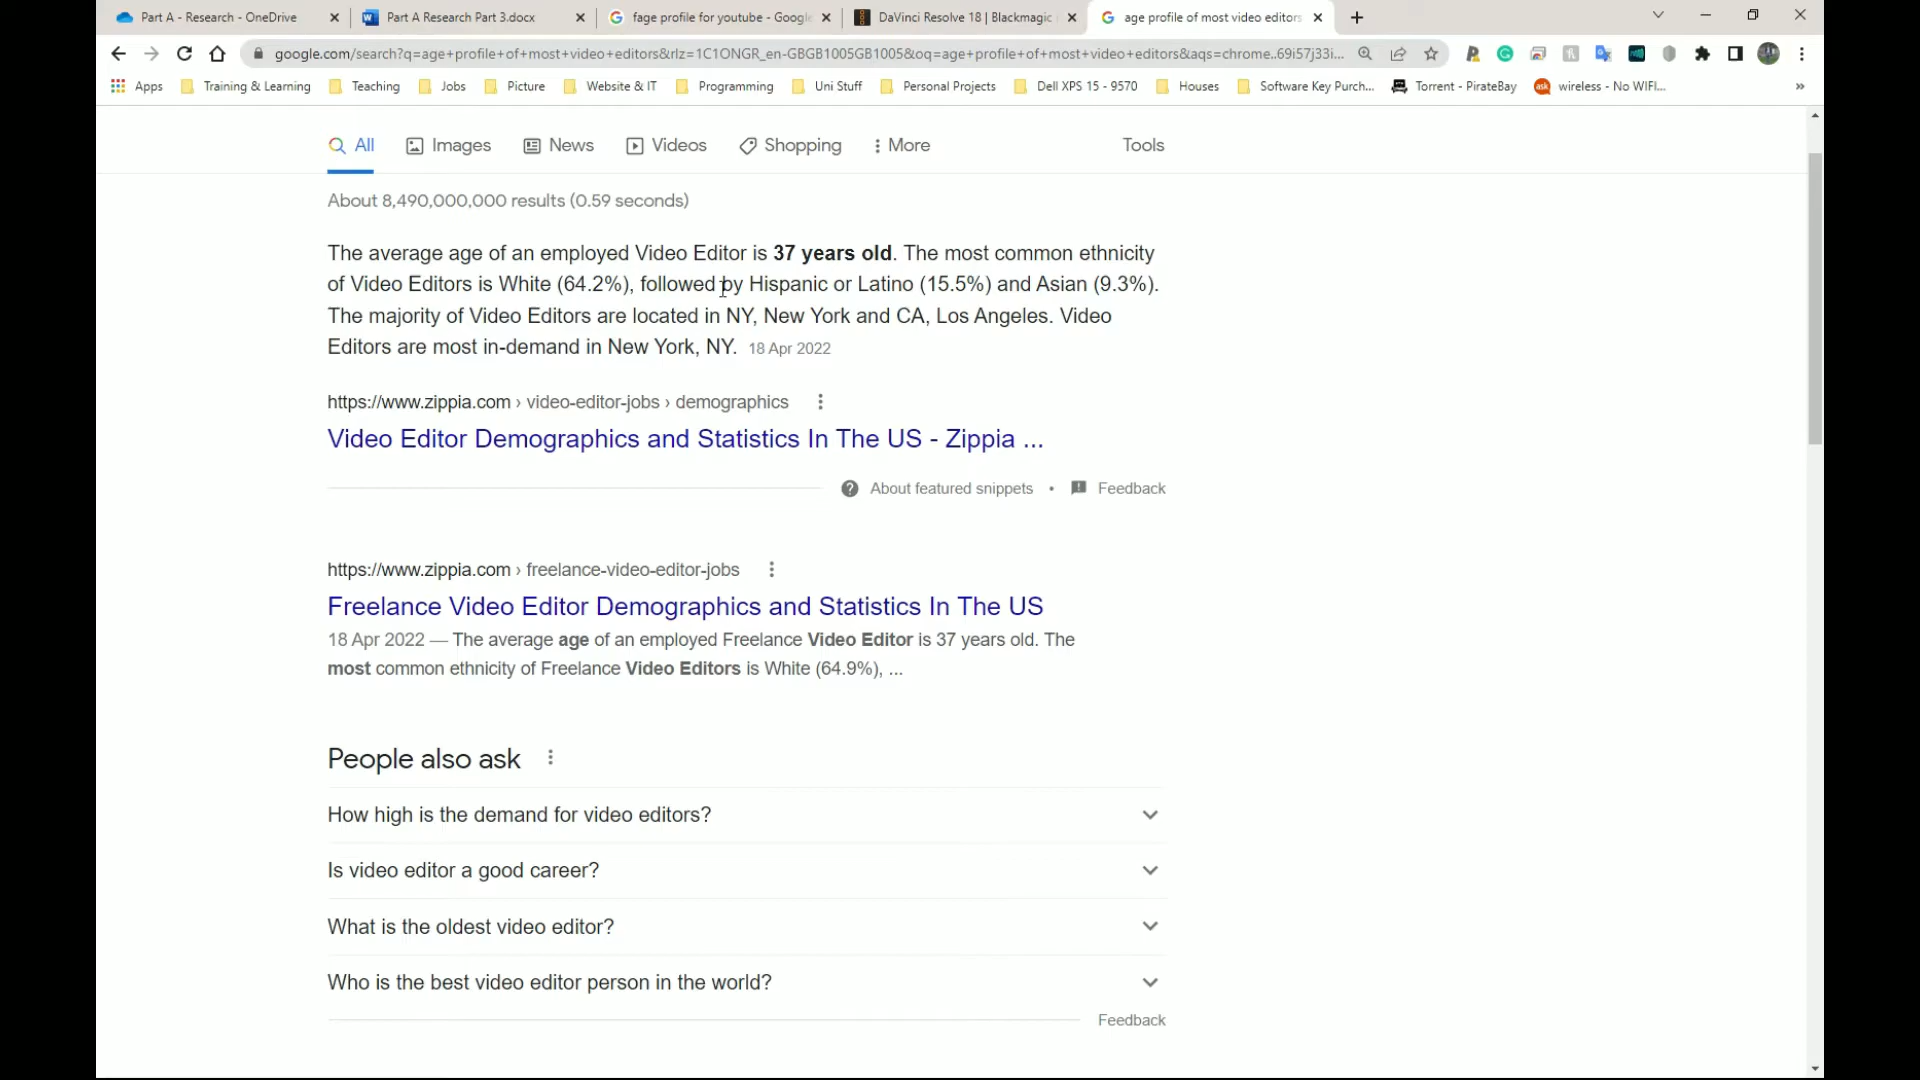 Part A - Research - OneDrive
Part A Research Part 3.docx
fage profile for youtube - Google
DaVinci Resolve 18 | Blackmagic
age profile of most video editors
google.com/search?q=age+profile+of+most+video+editors&rlz=1C1ONGR_en-GBGB1005GB1005&oq=age+profile+of+most+video+editors&aqs=chrome..69i57j33i...
Apps Training & Learning Teaching Jobs Picture Website & IT Programming Uni Stuff Personal Projects Dell XPS 15 - 9570 Houses Software Key Purch... Torrent - PirateBay ask wireless - No WIFI... »
All Images News Videos Shopping More Tools
About 8,490,000,000 results (0.59 seconds)
The average age of an employed Video Editor is 37 years old. The most common ethnicity
of Video Editors is White (64.2%), followed by Hispanic or Latino (15.5%) and Asian (9.3%).
The majority of Video Editors are located in NY, New York and CA, Los Angeles. Video
Editors are most in-demand in New York, NY. 18 Apr 2022
https://www.zippia.com › video-editor-jobs › demographics
Video Editor Demographics and Statistics In The US - Zippia ...
About featured snippets • Feedback
https://www.zippia.com › freelance-video-editor-jobs
Freelance Video Editor Demographics and Statistics In The US
18 Apr 2022 — The average age of an employed Freelance Video Editor is 37 years old. The
most common ethnicity of Freelance Video Editors is White (64.9%), ...
People also ask
How high is the demand for video editors?
Is video editor a good career?
What is the oldest video editor?
Who is the best video editor person in the world?
Feedback